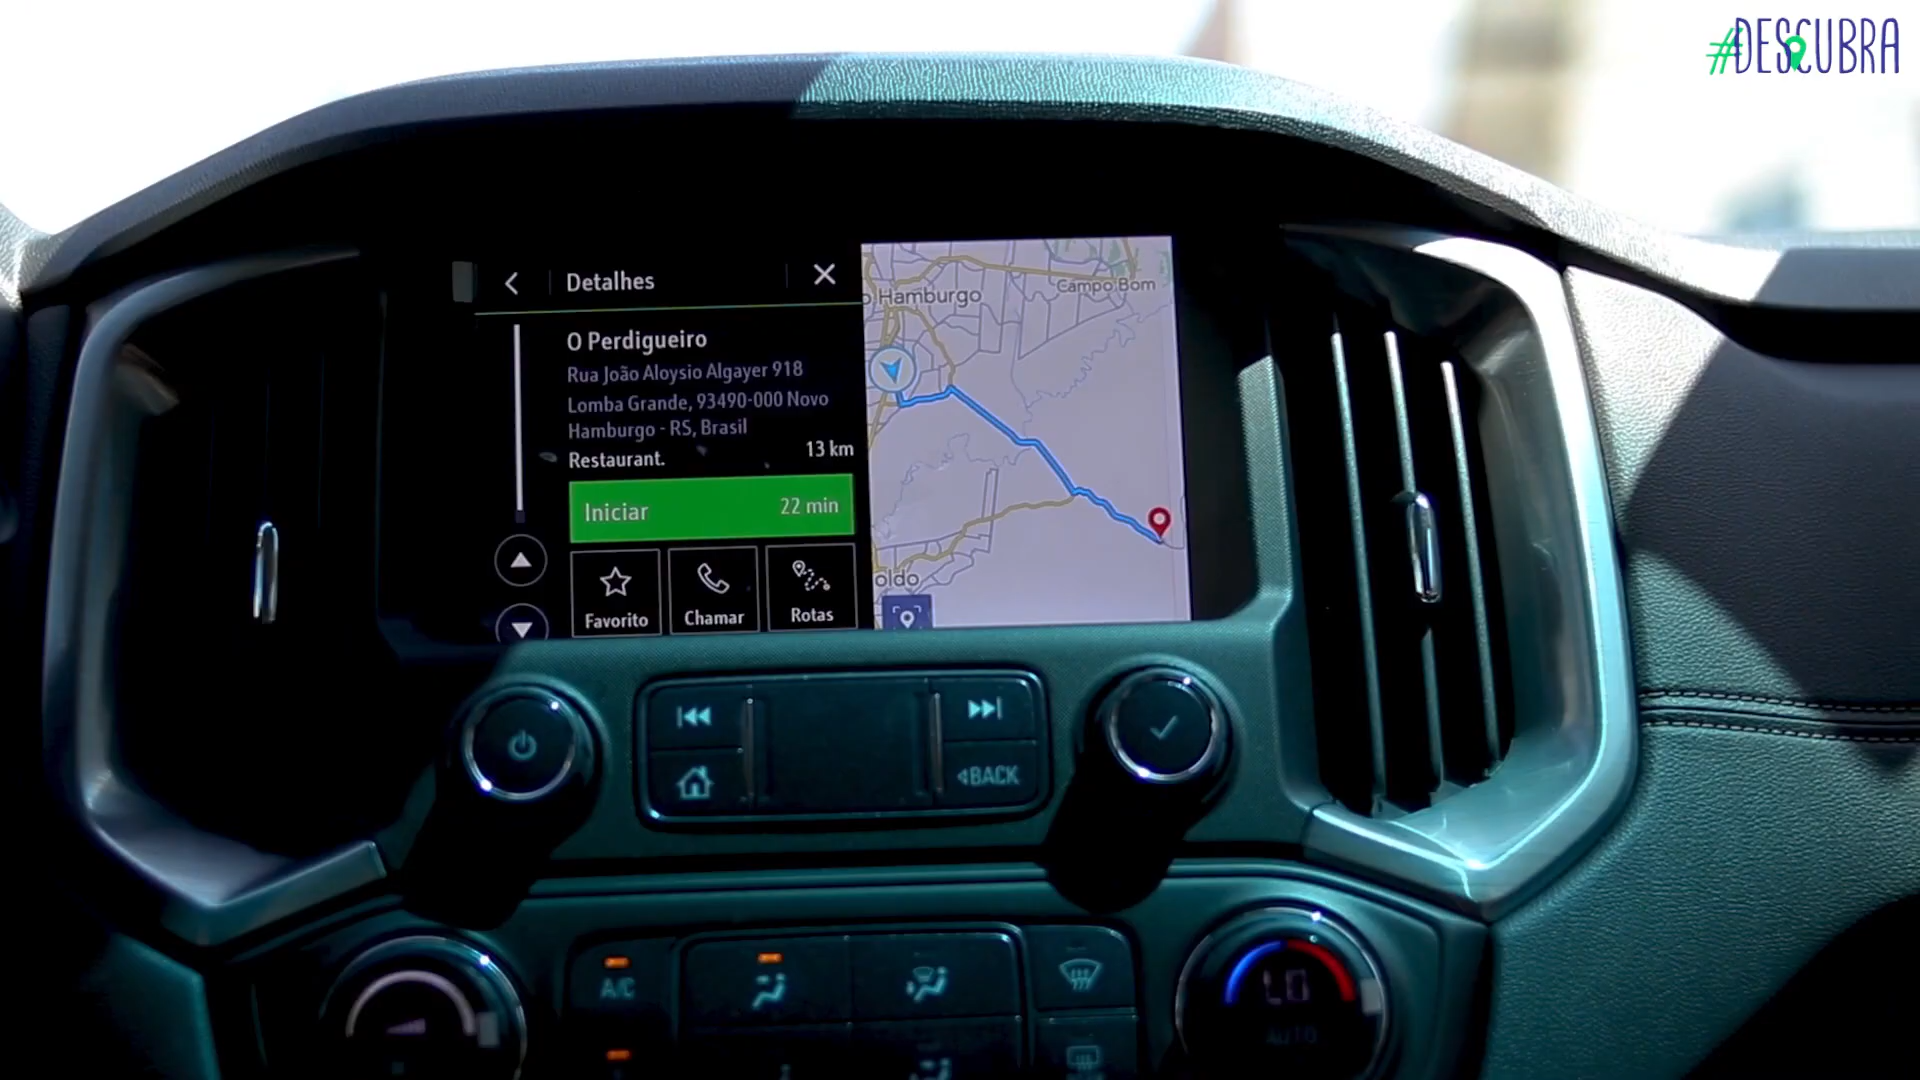 #DESCUBRA
Detalhes
O Perdigueiro
Rua João Aloysio Algayer 918
Lomba Grande, 93490-000 Novo
Hamburgo - RS, Brasil
13 km
Restaurant.
Iniciar
22 min
Favorito
Chamar
Rotas
o Hamburgo
Campo Bom
oldo
BACK
A/C
LO
AUTO